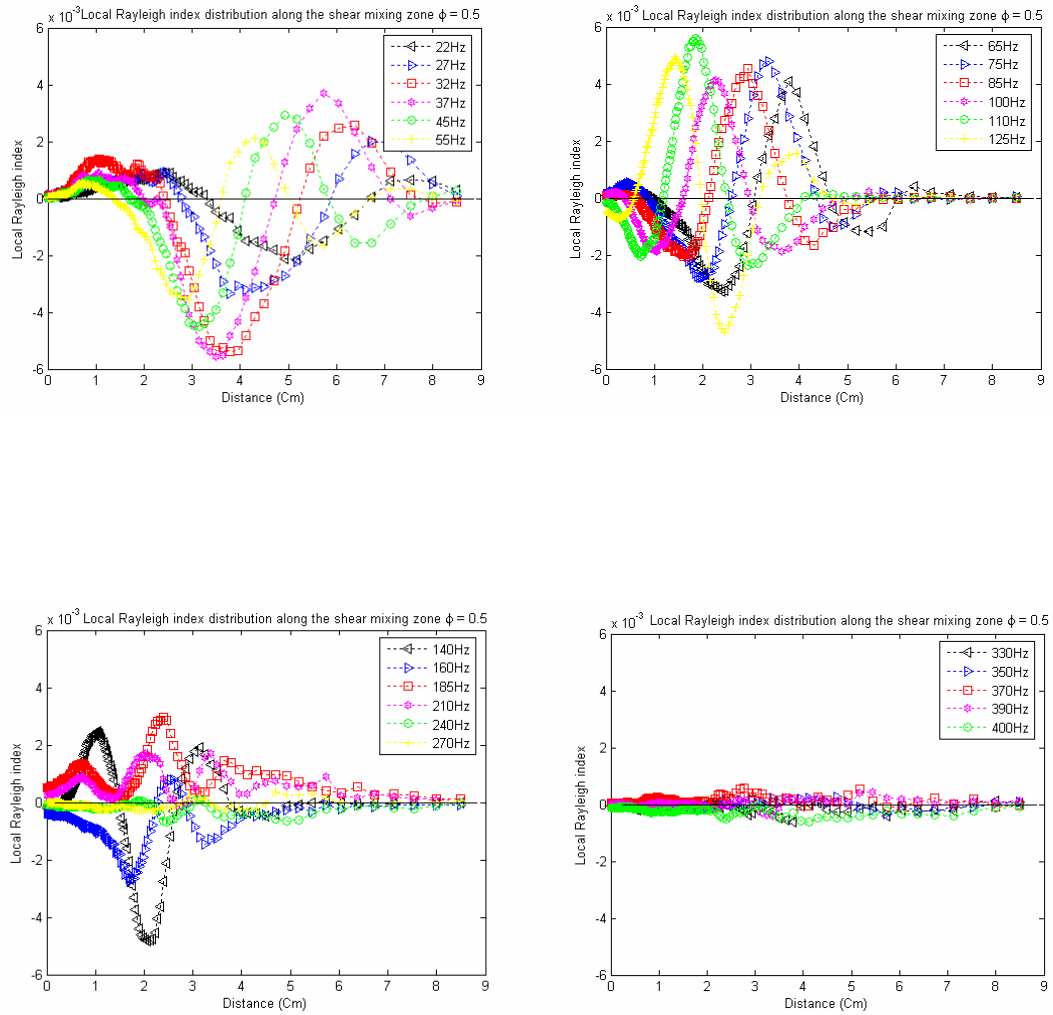 x 10-3 Local Rayleigh index distribution along the shear mixing zone ϕ = 0.5
6
4
2
0
-2
-4
-6
Local Rayleigh index
22Hz
27Hz
32Hz
37Hz
45Hz
55Hz
0 1 2 3 4 5 6 7 8 9
Distance (Cm)
x 10-3 Local Rayleigh index distribution along the shear mixing zone ϕ = 0.5
6
4
2
0
-2
-4
-6
Local Rayleigh index
65Hz
75Hz
85Hz
100Hz
110Hz
125Hz
0 1 2 3 4 5 6 7 8 9
Distance (Cm)
x 10-3 Local Rayleigh index distribution along the shear mixing zone ϕ = 0.5
6
4
2
0
-2
-4
-6
Local Rayleigh index
140Hz
160Hz
185Hz
210Hz
240Hz
270Hz
0 1 2 3 4 5 6 7 8 9
Distance (Cm)
x 10-3 Local Rayleigh index distribution along the shear mixing zone ϕ = 0.5
6
4
2
0
-2
-4
-6
Local Rayleigh index
330Hz
350Hz
370Hz
390Hz
400Hz
0 1 2 3 4 5 6 7 8 9
Distance (Cm)